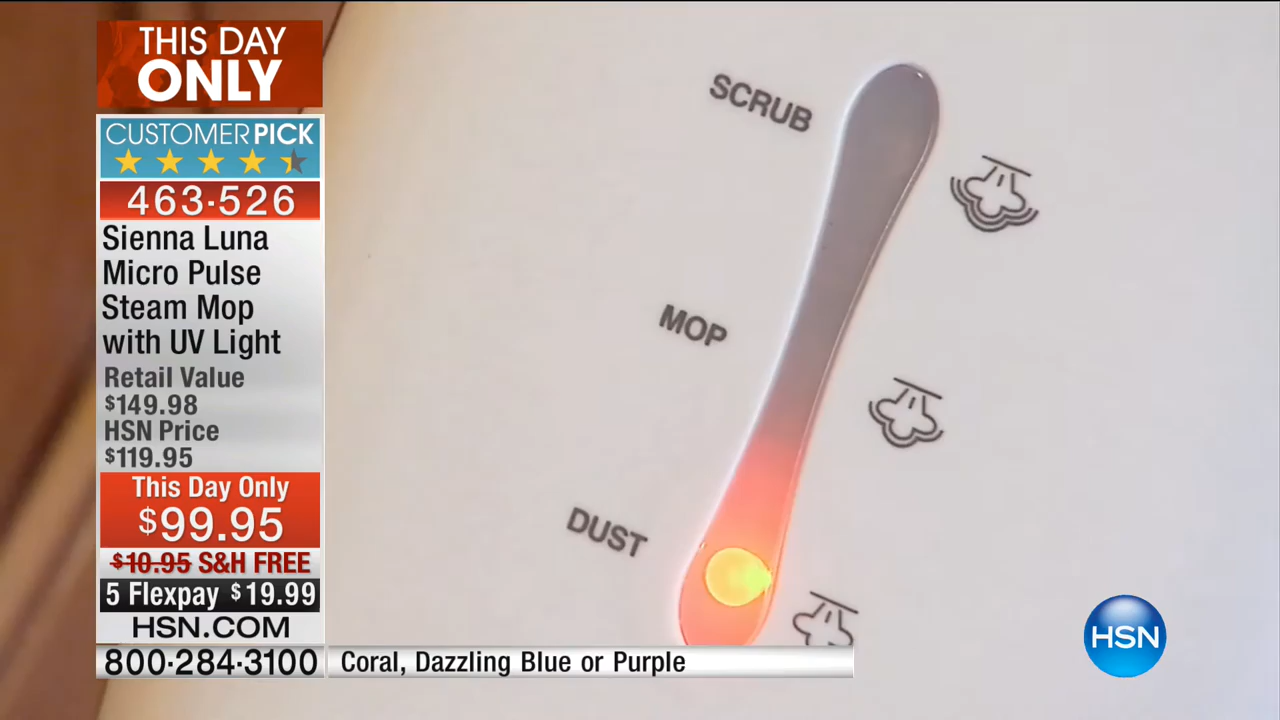 THIS DAY
ONLY
CUSTOMER PICK
463·526
Sienna Luna
Micro Pulse
Steam Mop
with UV Light
Retail Value
$149.98
HSN Price
$119.95
This Day Only
$99.95
$10.95 S&H FREE
5 Flexpay $19.99
HSN.COM
800·284·3100
Coral, Dazzling Blue or Purple
SCRUB
MOP
DUST
HSN